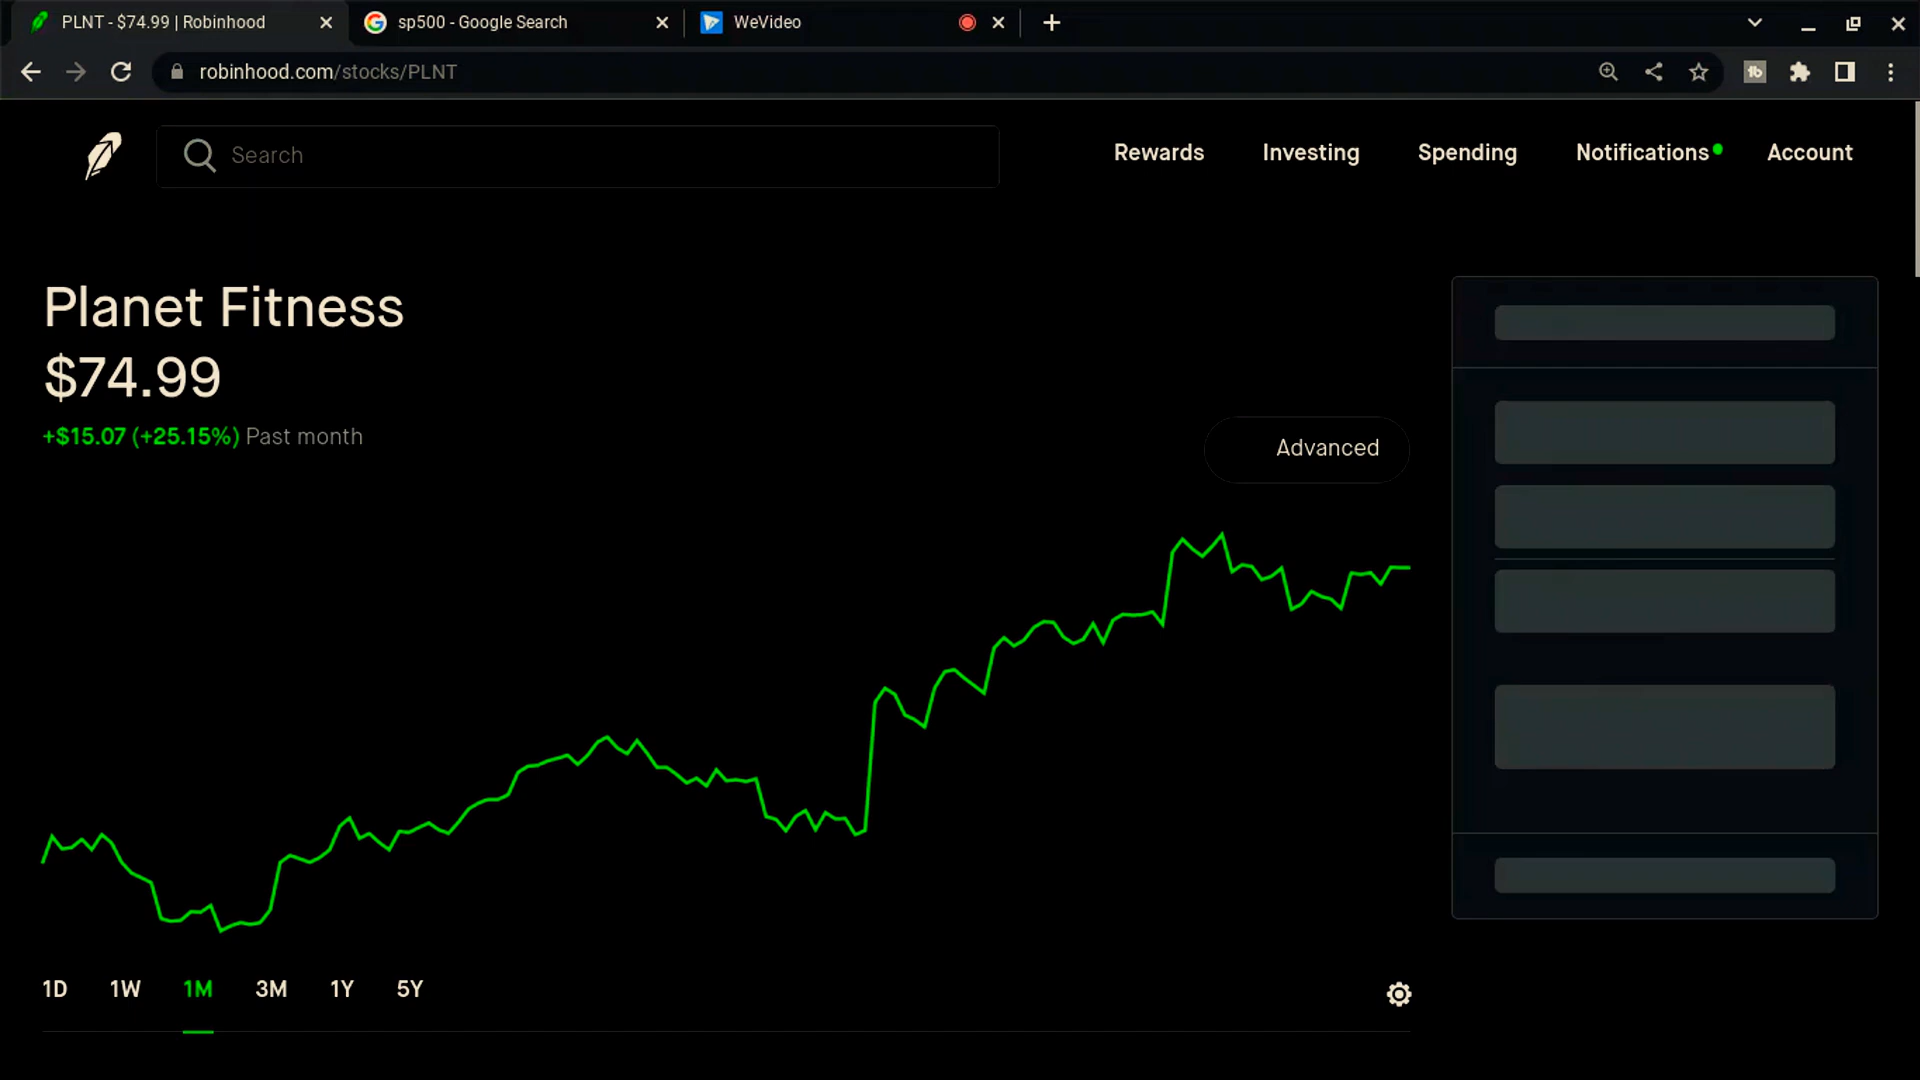 PLNT - $74.99 | Robinhood
sp500 - Google Search
WeVideo
robinhood.com/stocks/PLNT
Search
Rewards
Investing
Spending
Notifications
Account
Planet Fitness
$74.99
+$15.07 (+25.15%) Past month
Advanced
1D 1W 1M 3M 1Y 5Y